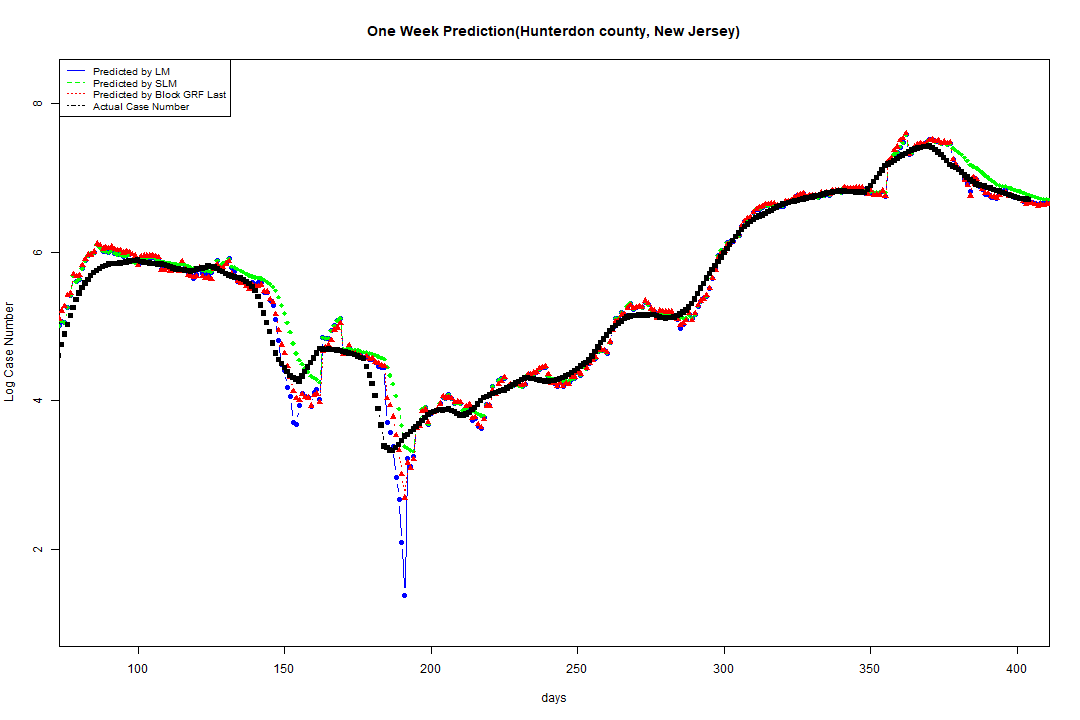 One Week Prediction(Hunterdon county, New Jersey)
Predicted by LM
Predicted by SLM
Predicted by Block GRF Last
Actual Case Number
8
6
4
2
Log Case Number
100 150 200 250 300 350 400
days